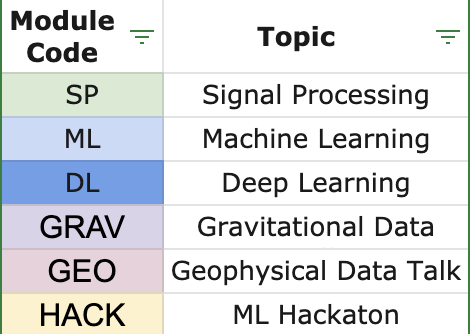 Module Code Topic
SP Signal Processing
ML Machine Learning
DL Deep Learning
GRAV Gravitational Data
GEO Geophysical Data Talk
HACK ML Hackaton